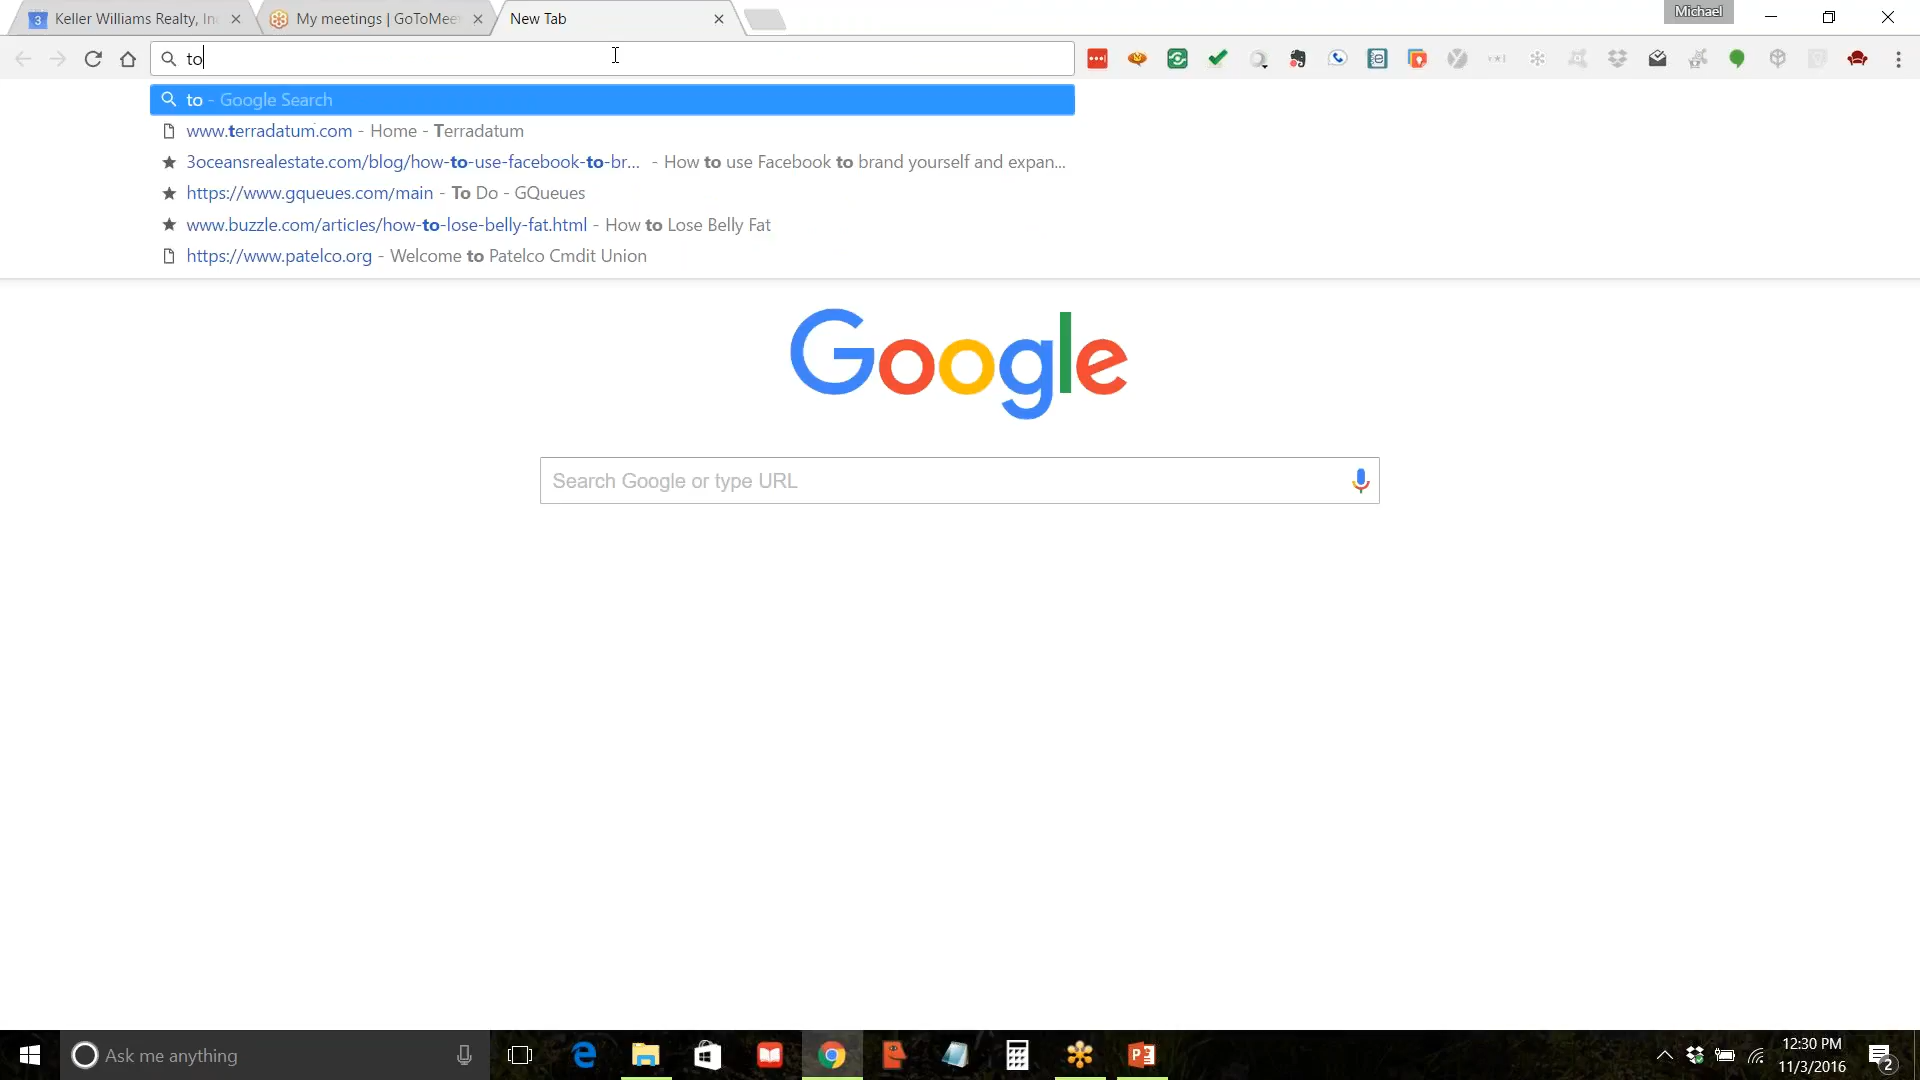 Keller Williams Realty, In
My meetings | GoToMee
New Tab
Michael
to
to - Google Search
www.terradatum.com - Home - Terradatum
3oceansrealestate.com/blog/how-to-use-facebook-to-br... - How to use Facebook to brand yourself and expan...
https://www.gqueues.com/main - To Do - GQueues
www.buzzle.com/articles/how-to-lose-belly-fat.html - How to Lose Belly Fat
https://www.patelco.org - Welcome to Patelco Cmdit Union
Google
Search Google or type URL
Ask me anything
12:30 PM
11/3/2016
2